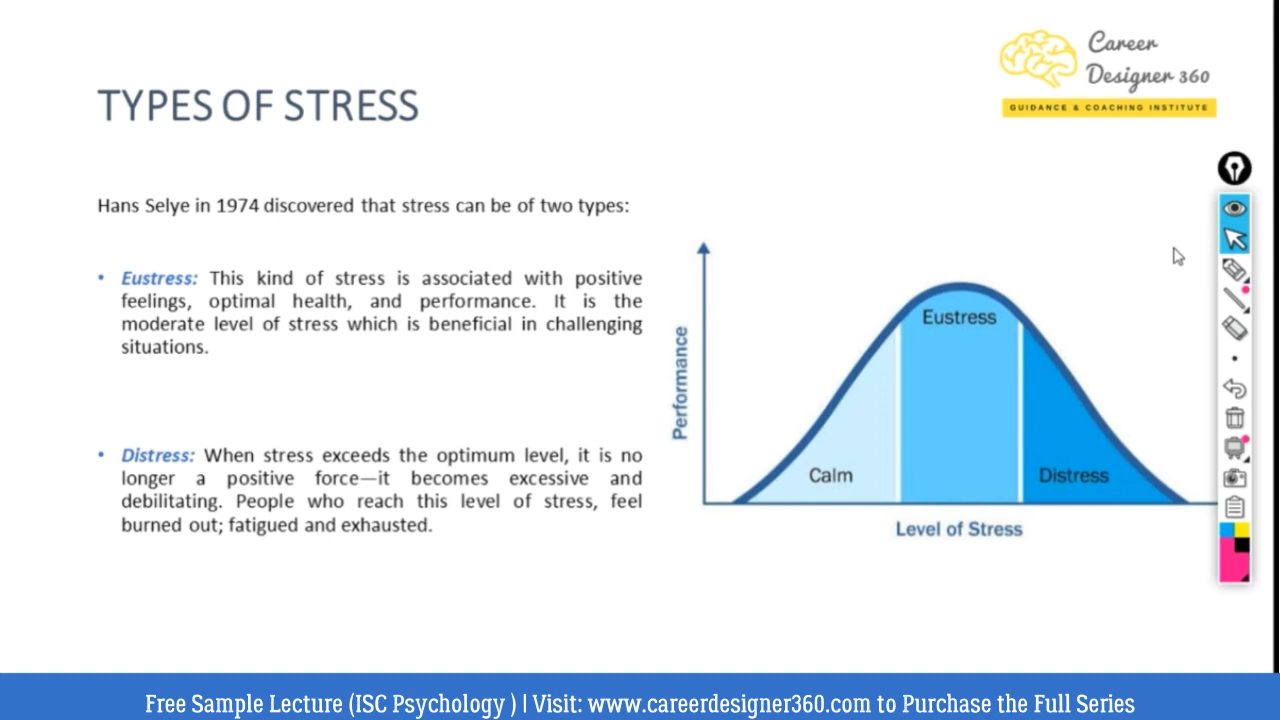 Career
Designer 360
GUIDANCE & COACHING INSTITUTE
TYPES OF STRESS
Hans Selye in 1974 discovered that stress can be of two types:
• Eustress: This kind of stress is associated with positive
feelings, optimal health, and performance. It is the
moderate level of stress which is beneficial in challenging
situations.
• Distress: When stress exceeds the optimum level, it is no
longer a positive force—it becomes excessive and
debilitating. People who reach this level of stress, feel
burned out; fatigued and exhausted.
Performance
Eustress
Calm
Distress
Level of Stress
Free Sample Lecture (ISC Psychology ) | Visit: www.careerdesigner360.com to Purchase the Full Series